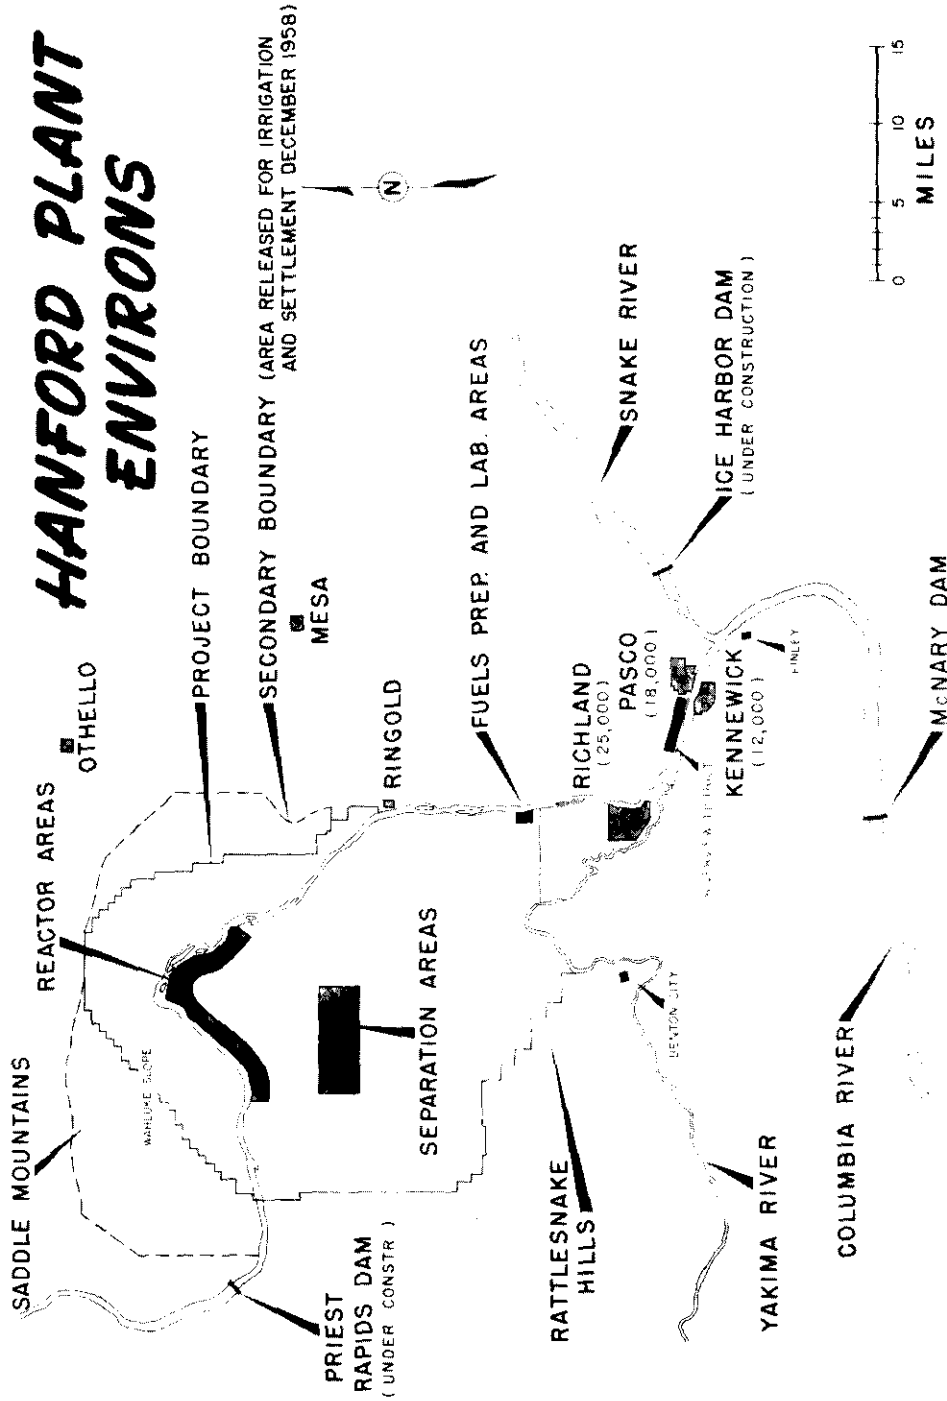 HANFORD PLANT
ENVIRONS
SADDLE MOUNTAINS
REACTOR AREAS
OTHELLO
PROJECT BOUNDARY
SECONDARY BOUNDARY (AREA RELEASED FOR IRRIGATION
AND SETTLEMENT DECEMBER 1958)
WAHLUKE SLOPE
MESA
N
PRIEST
RAPIDS DAM
(UNDER CONSTR)
SEPARATION AREAS
RINGOLD
FUELS PREP. AND LAB. AREAS
RATTLESNAKE
HILLS
RICHLAND
(25,000)
PASCO
(18,000)
SNAKE RIVER
BENTON CITY
KENNEWICK
(12,000)
ICE HARBOR DAM
(UNDER CONSTRUCTION)
FINLEY
YAKIMA RIVER
COLUMBIA RIVER
McNARY DAM
0 5 10 15
MILES